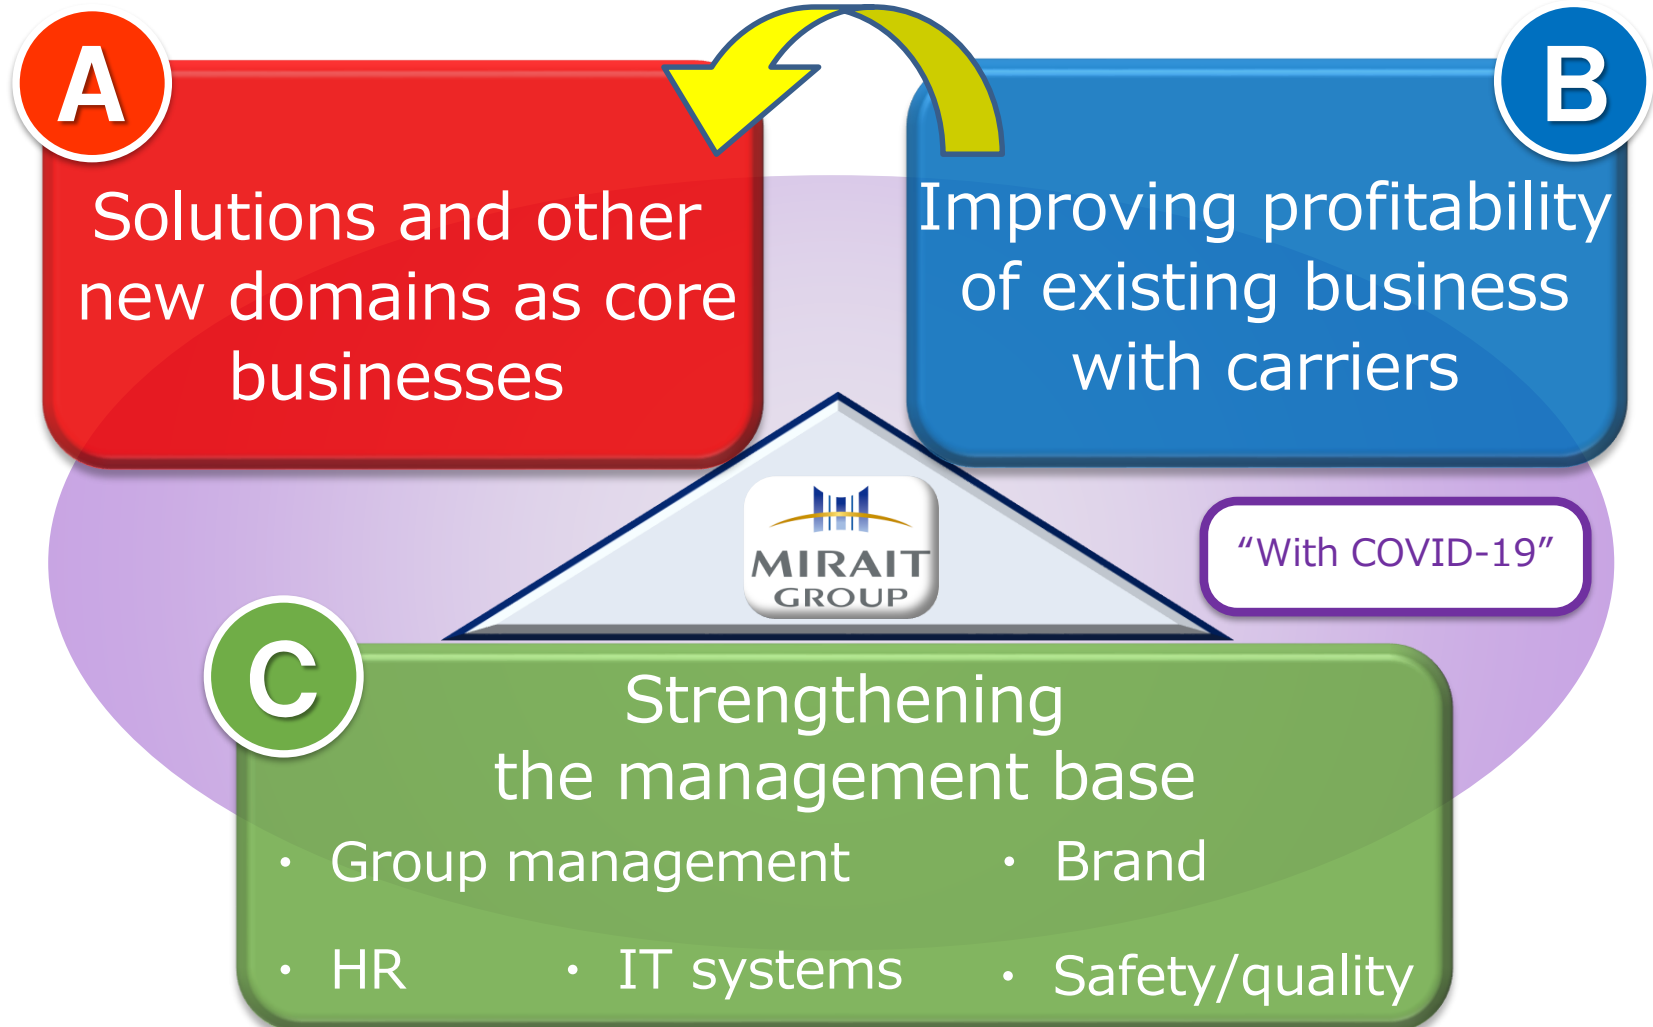 A
Solutions and other
new domains as core
businesses
B
Improving profitability
of existing business
with carriers
MIRAIT
GROUP
“With COVID-19”
C
Strengthening
the management base
・ Group management
・ Brand
・ HR
・ IT systems
・ Safety/quality